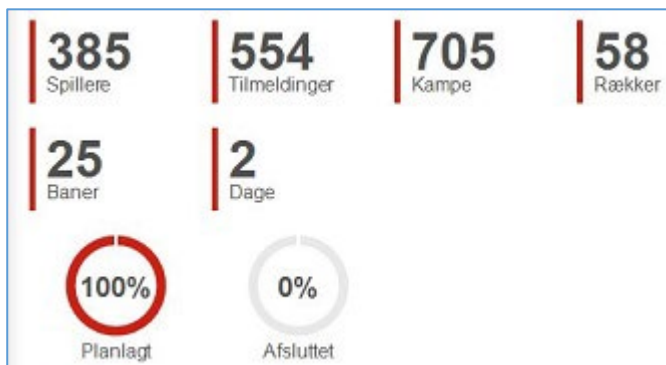 385 554 705 58
Spillere Tilmeldinger Kampe Rækker
25 2
Baner Dage
100% 0%
Planlagt Afsluttet